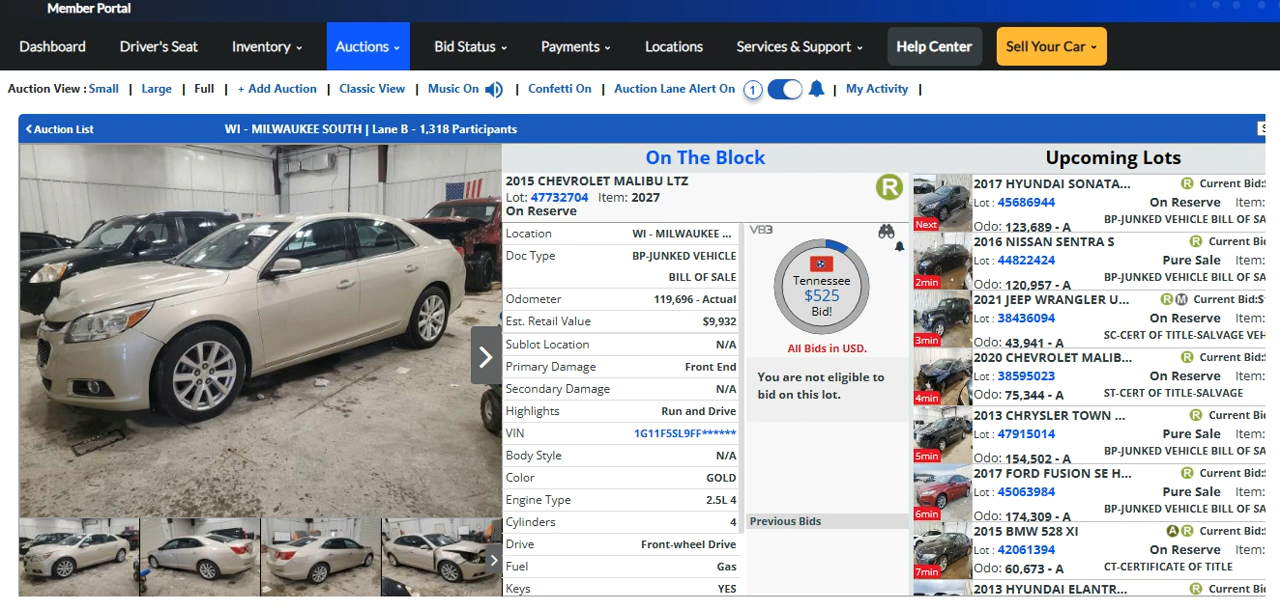 Member Portal
Dashboard Driver's Seat Inventory Auctions Bid Status Payments Locations Services & Support Help Center Sell Your Car
Auction View : Small | Large | Full | + Add Auction | Classic View | Music On | Confetti On | Auction Lane Alert On 1 | My Activity |
Auction List WI - MILWAUKEE SOUTH | Lane B - 1,318 Participants
On The Block
2015 CHEVROLET MALIBU LTZ
Lot: 47732704 Item: 2027
On Reserve
R
Location WI - MILWAUKEE ...
Doc Type BP-JUNKED VEHICLE
BILL OF SALE
Odometer 119,696 - Actual
Est. Retail Value $9,932
Sublot Location N/A
Primary Damage Front End
Secondary Damage N/A
Highlights Run and Drive
VIN 1G11F5SL9FF******
Body Style N/A
Color GOLD
Engine Type 2.5L 4
Cylinders 4
Drive Front-wheel Drive
Fuel Gas
Keys YES
VB3
Tennessee
$525
Bid!
All Bids in USD.
You are not eligible to
bid on this lot.
Previous Bids
Upcoming Lots
2017 HYUNDAI SONATA... R Current Bid:
Lot : 45686944 On Reserve Item:
Next Odo: 123,689 - A BP-JUNKED VEHICLE BILL OF SA
2016 NISSAN SENTRA S R Current Bi
Lot : 44822424 Pure Sale Item:
2min Odo: 120,957 - A BP-JUNKED VEHICLE BILL OF SA
2021 JEEP WRANGLER U... R M Current Bid:
Lot : 38436094 On Reserve Item:
3min Odo: 43,941 - A SC-CERT OF TITLE-SALVAGE VEH
2020 CHEVROLET MALIB... R Current Bid:
Lot : 38595023 On Reserve Item:
4min Odo: 75,344 - A ST-CERT OF TITLE-SALVAGE
2013 CHRYSLER TOWN ... R Current Bi
Lot : 47915014 Pure Sale Item:
5min Odo: 154,502 - A BP-JUNKED VEHICLE BILL OF SA
2017 FORD FUSION SE H... R Current Bid:
Lot : 45063984 Pure Sale Item:
6min Odo: 174,309 - A BP-JUNKED VEHICLE BILL OF SA
2015 BMW 528 XI A R Current Bid:
Lot : 42061394 On Reserve Item:
7min Odo: 60,673 - A CT-CERTIFICATE OF TITLE
2013 HYUNDAI ELANTR... R Current Bi